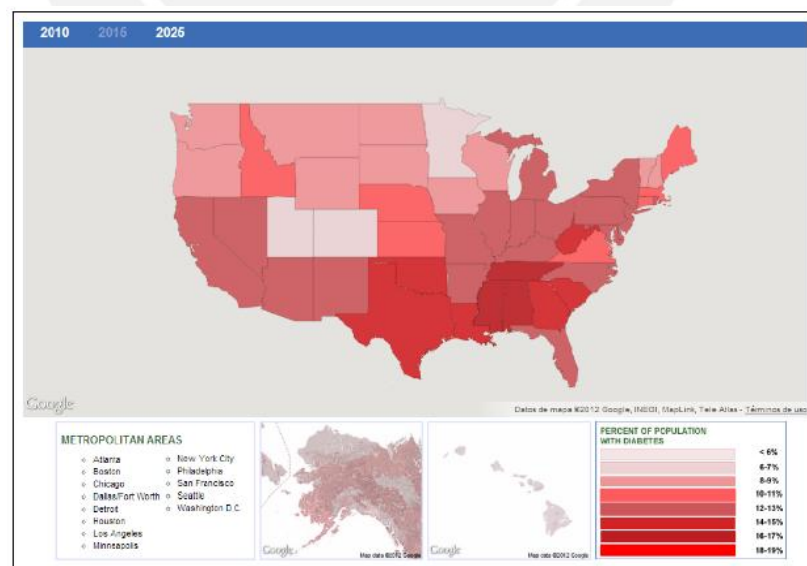 2010 2015 2025
Google
Datos de mapa ©2012 Google, INEGI, MapLink, Tele Atlas - Términos de uso
METROPOLITAN AREAS
Atlanta
Boston
Chicago
Dallas/Fort Worth
Detroit
Houston
Los Angeles
Minneapolis
New York City
Philadelphia
San Francisco
Seattle
Washington D.C.
Google
Map data ©2012 Google
Google
Map data ©2012 Google
PERCENT OF POPULATION
WITH DIABETES
< 6%
6-7%
8-9%
10-11%
12-13%
14-15%
16-17%
18-19%